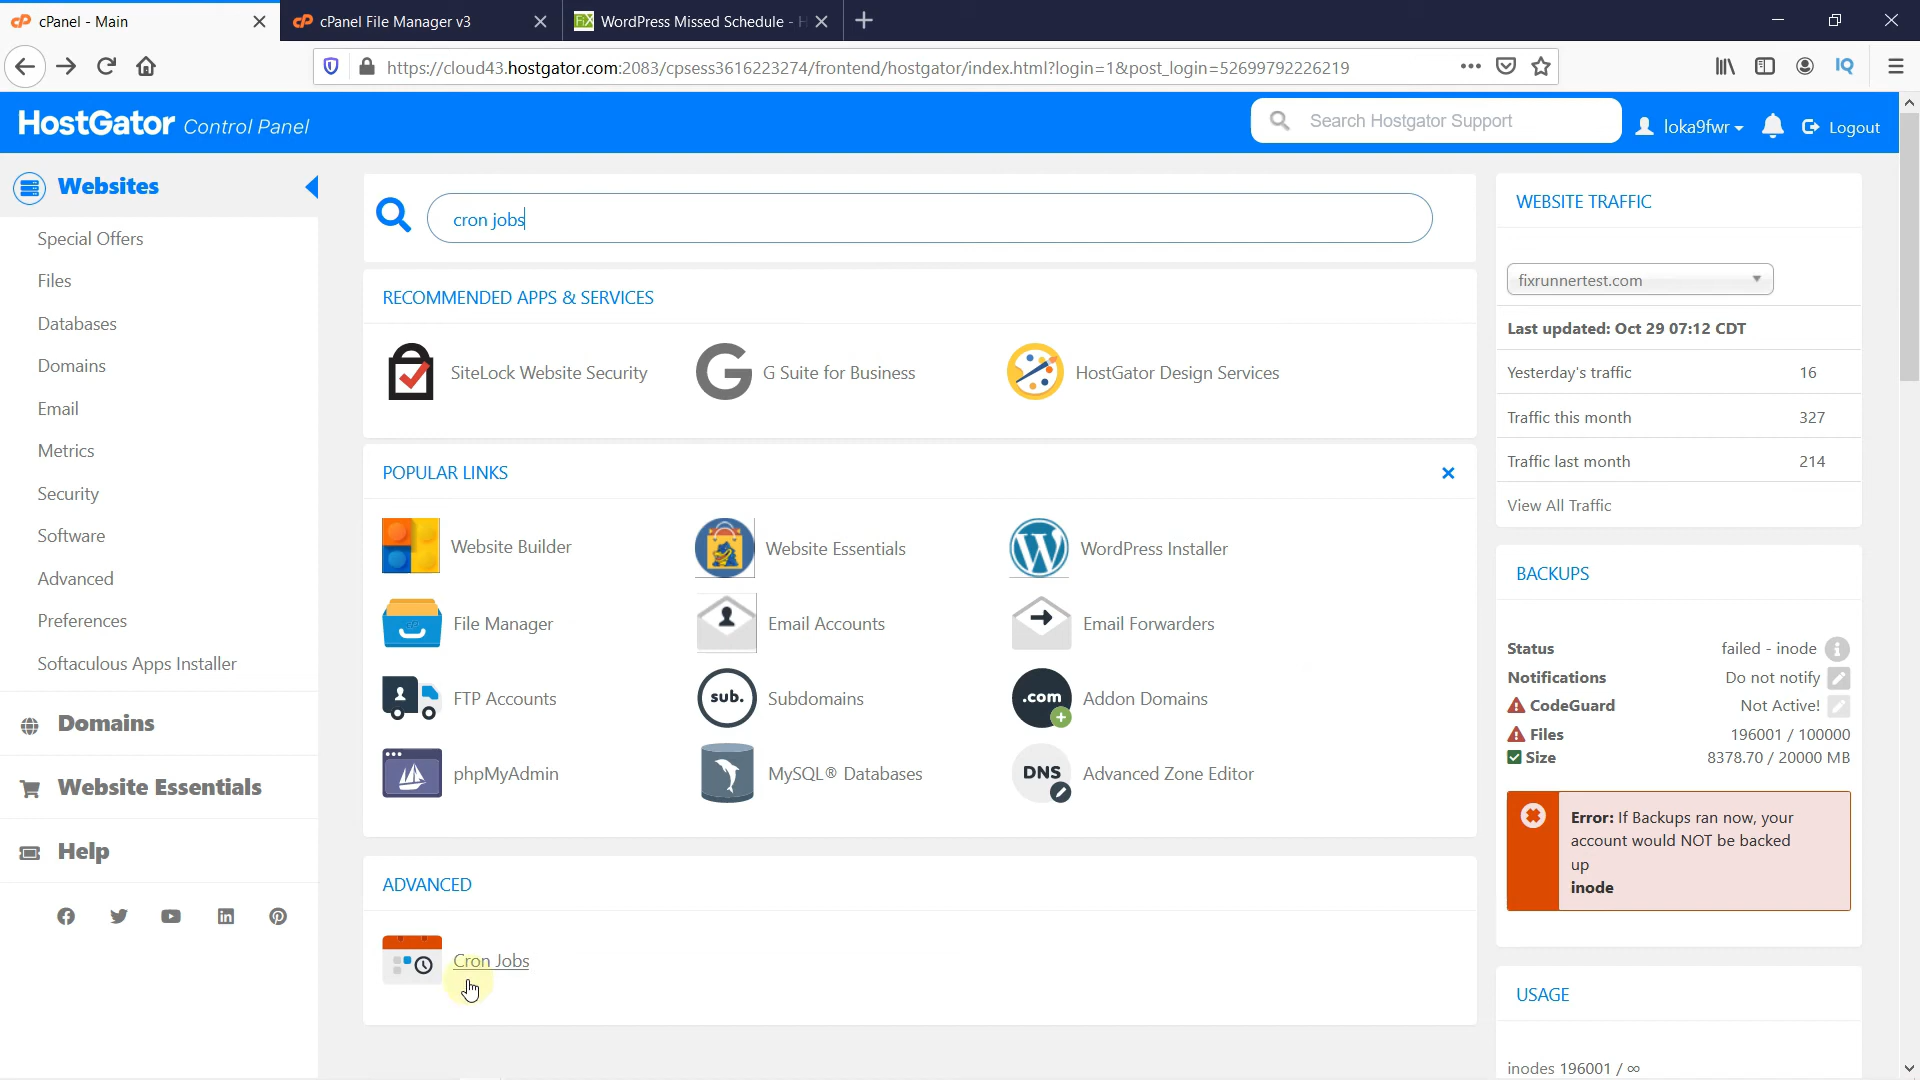 cPanel - Main
cPanel File Manager v3
WordPress Missed Schedule - H
https://cloud43.hostgator.com:2083/cpsess3616223274/frontend/hostgator/index.html?login=1&post_login=52699792226219
HostGator Control Panel
Search Hostgator Support
loka9fwr
Logout
Websites
Special Offers
Files
Databases
Domains
Email
Metrics
Security
Software
Advanced
Preferences
Softaculous Apps Installer
Domains
Website Essentials
Help
cron jobs
RECOMMENDED APPS & SERVICES
SiteLock Website Security
G Suite for Business
HostGator Design Services
POPULAR LINKS
Website Builder
Website Essentials
WordPress Installer
File Manager
Email Accounts
Email Forwarders
FTP Accounts
sub.
Subdomains
.com
Addon Domains
phpMyAdmin
MySQL® Databases
DNS
Advanced Zone Editor
ADVANCED
Cron Jobs
WEBSITE TRAFFIC
fixrunnertest.com
Last updated: Oct 29 07:12 CDT
Yesterday's traffic 16
Traffic this month 327
Traffic last month 214
View All Traffic
BACKUPS
Status failed - inode
Notifications Do not notify
CodeGuard Not Active!
Files 196001 / 100000
Size 8378.70 / 20000 MB
Error: If Backups ran now, your
account would NOT be backed
up
inode
USAGE
inodes 196001 / ∞